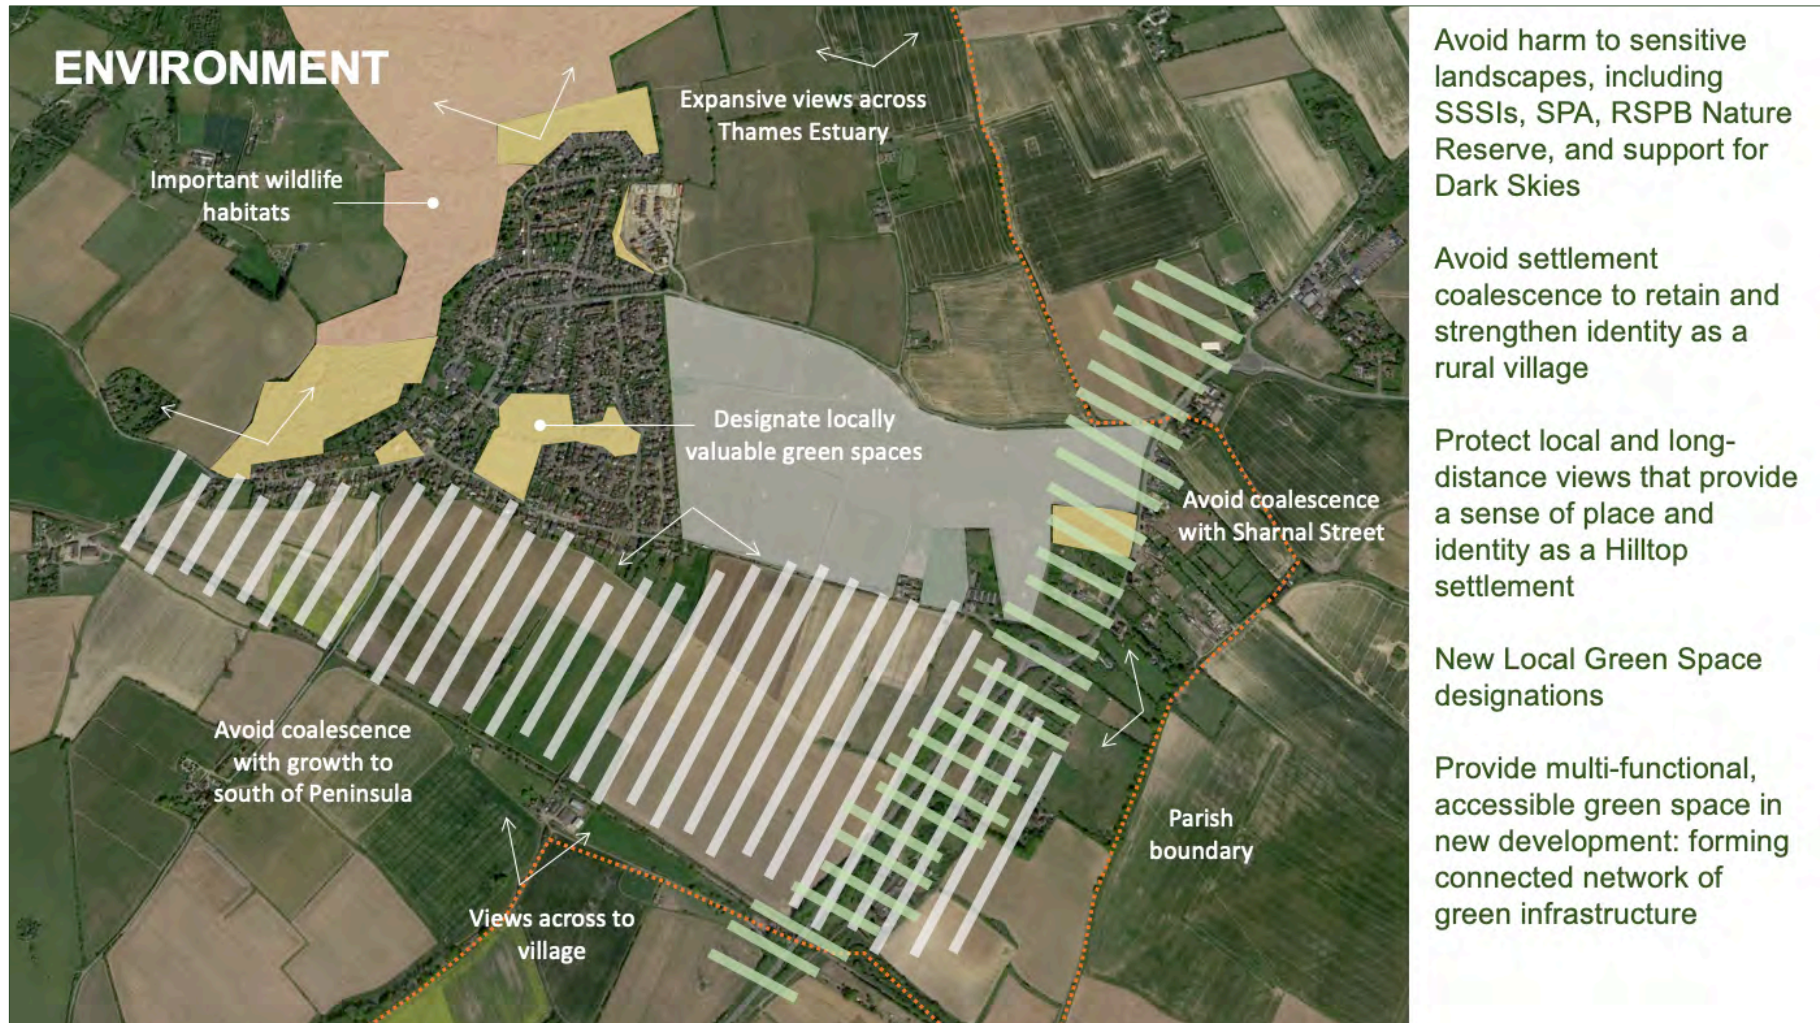 ENVIRONMENT
Expansive views across
Thames Estuary
Important wildlife
habitats
Designate locally
valuable green spaces
Avoid coalescence
with Sharnal Street
Avoid coalescence
with growth to
south of Peninsula
Parish
boundary
Views across to
village
Avoid harm to sensitive
landscapes, including
SSSIs, SPA, RSPB Nature
Reserve, and support for
Dark Skies
Avoid settlement
coalescence to retain and
strengthen identity as a
rural village
Protect local and long-
distance views that provide
a sense of place and
identity as a Hilltop
settlement
New Local Green Space
designations
Provide multi-functional,
accessible green space in
new development: forming
connected network of
green infrastructure